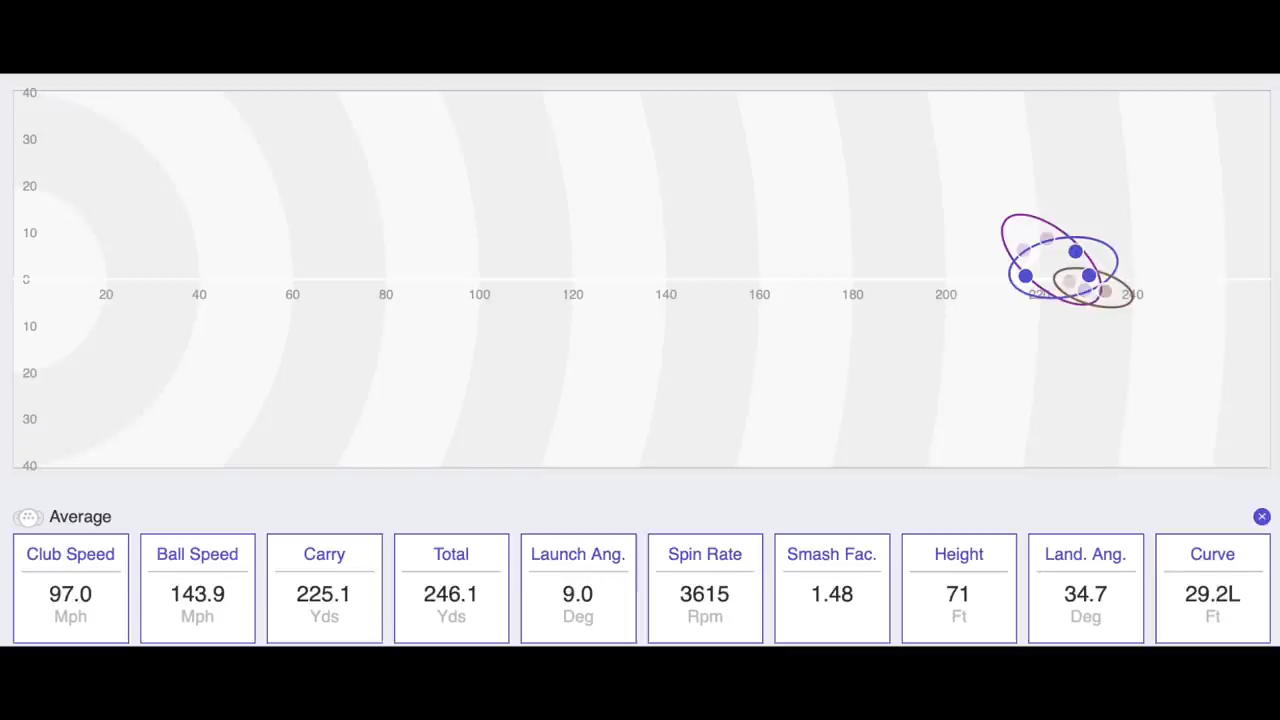 40
30
20
10
0
20 40 60 80 100 120 140 160 180 200 220 240
10
20
30
40
Average
Club Speed Ball Speed Carry Total Launch Ang. Spin Rate Smash Fac. Height Land. Ang. Curve
97.0 143.9 225.1 246.1 9.0 3615 1.48 71 34.7 29.2L
Mph Mph Yds Yds Deg Rpm Ft Deg Ft